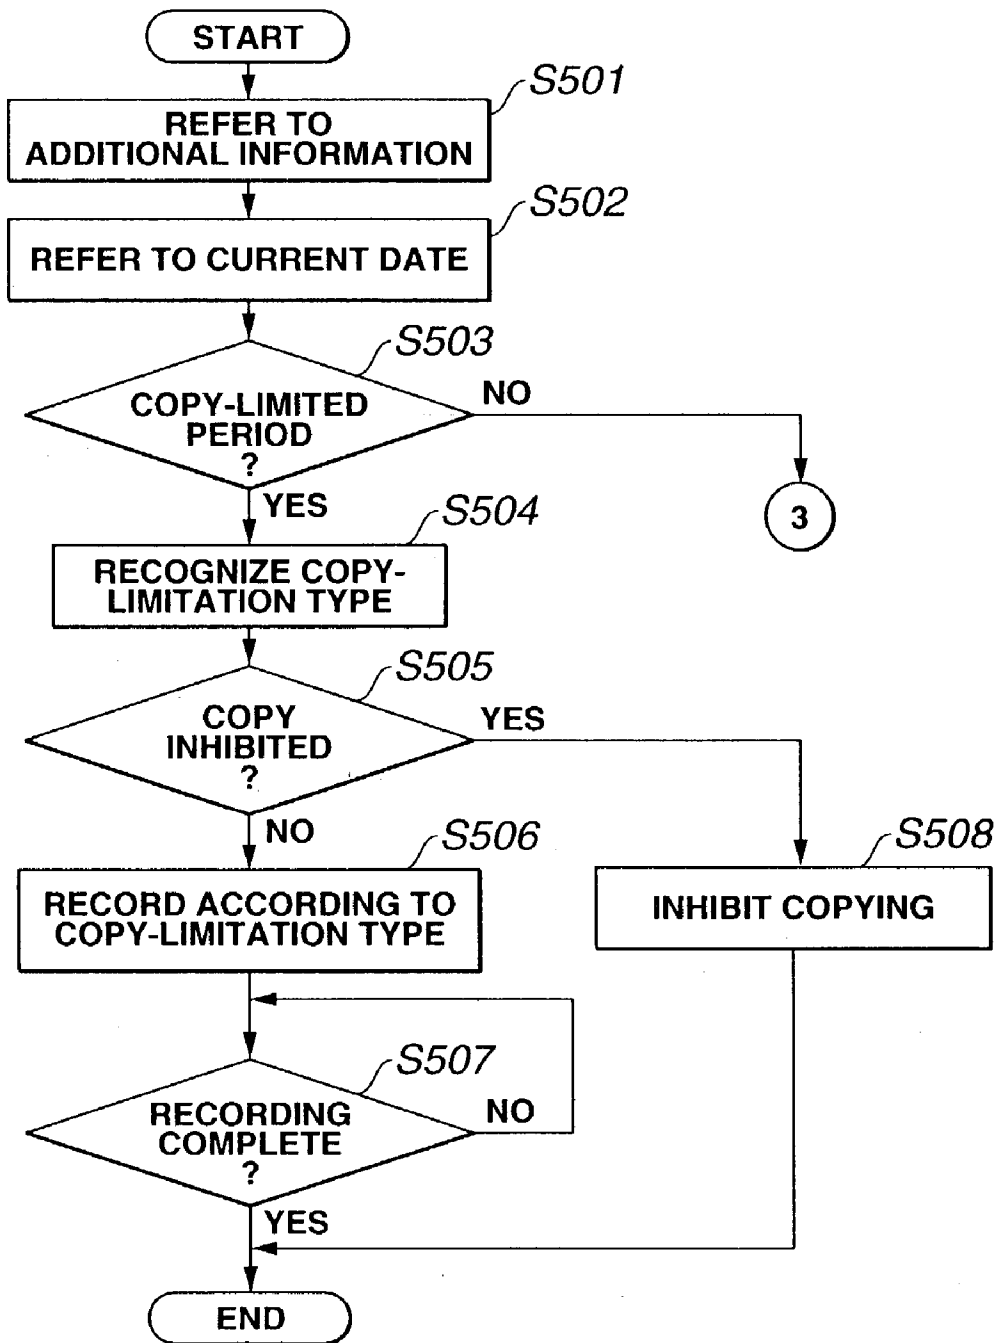 START
S501
REFER TO
ADDITIONAL INFORMATION
S502
REFER TO CURRENT DATE
S503
COPY-LIMITED
PERIOD
?
NO
3
YES
S504
RECOGNIZE COPY-
LIMITATION TYPE
S505
COPY
INHIBITED
?
YES
NO
S506
RECORD ACCORDING TO
COPY-LIMITATION TYPE
S508
INHIBIT COPYING
S507
RECORDING
COMPLETE
?
NO
YES
END